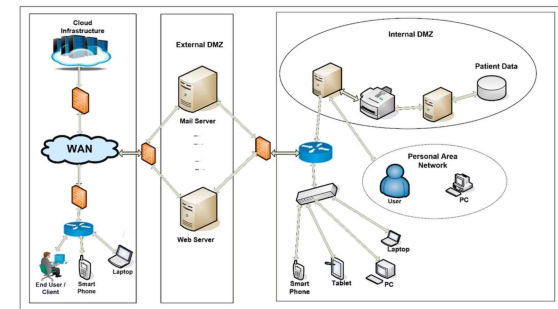 Cloud
Infrastructure
WAN
End User /
Client
Smart
Phone
Laptop
External DMZ
Mail Server
Web Server
Internal DMZ
Patient Data
Personal Area
Network
User
PC
Laptop
Smart
Phone
Tablet
PC